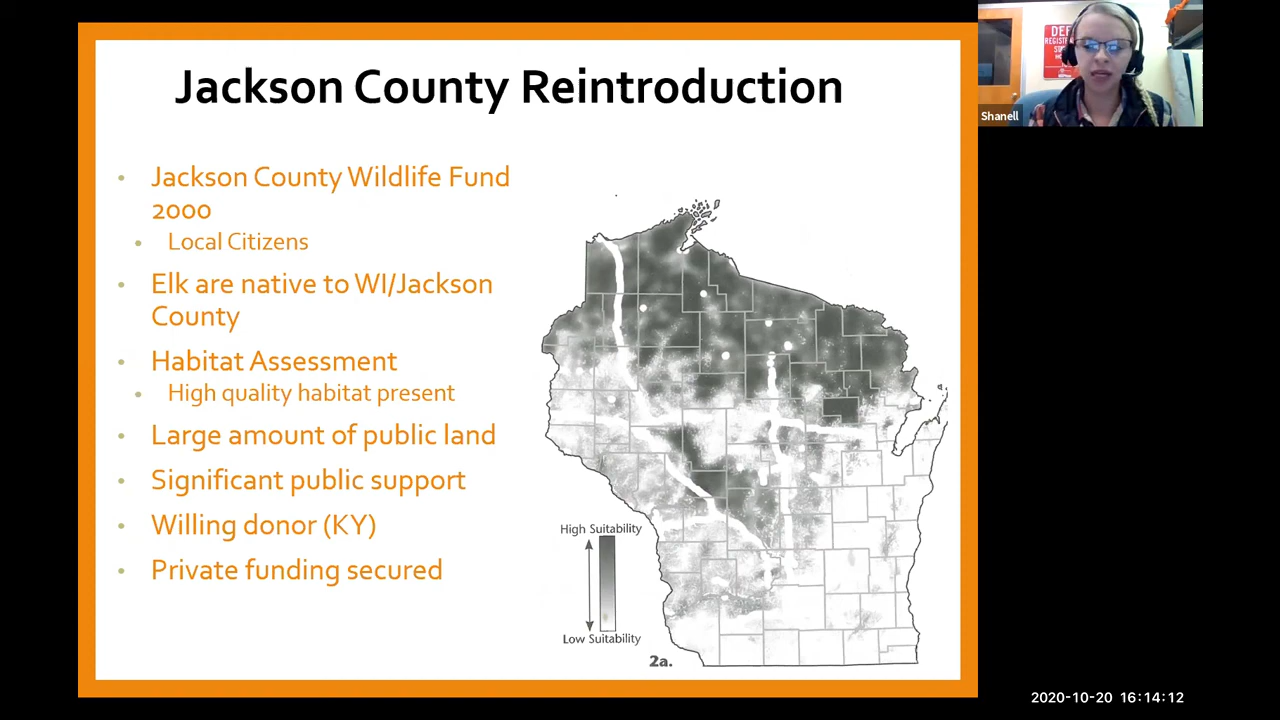 Jackson County Reintroduction
• Jackson County Wildlife Fund
2000
• Local Citizens
• Elk are native to WI/Jackson
County
• Habitat Assessment
• High quality habitat present
• Large amount of public land
• Significant public support
• Willing donor (KY)
• Private funding secured
High Suitability
Low Suitability
2a.
Shanell
2020-10-20 16:14:12